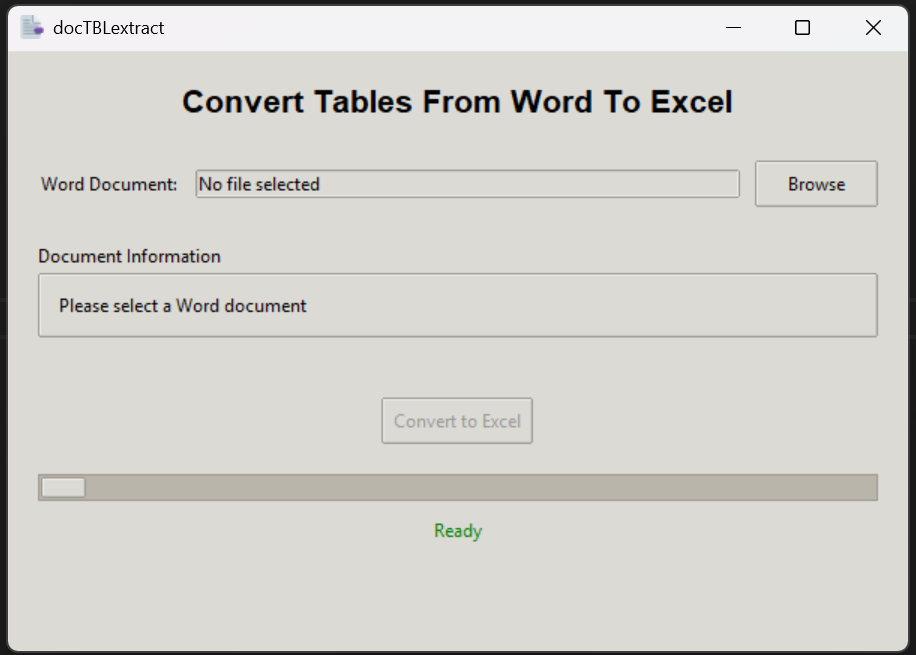 docTBLextract
Convert Tables From Word To Excel
Word Document: No file selected Browse
Document Information
Please select a Word document
Convert to Excel
Ready